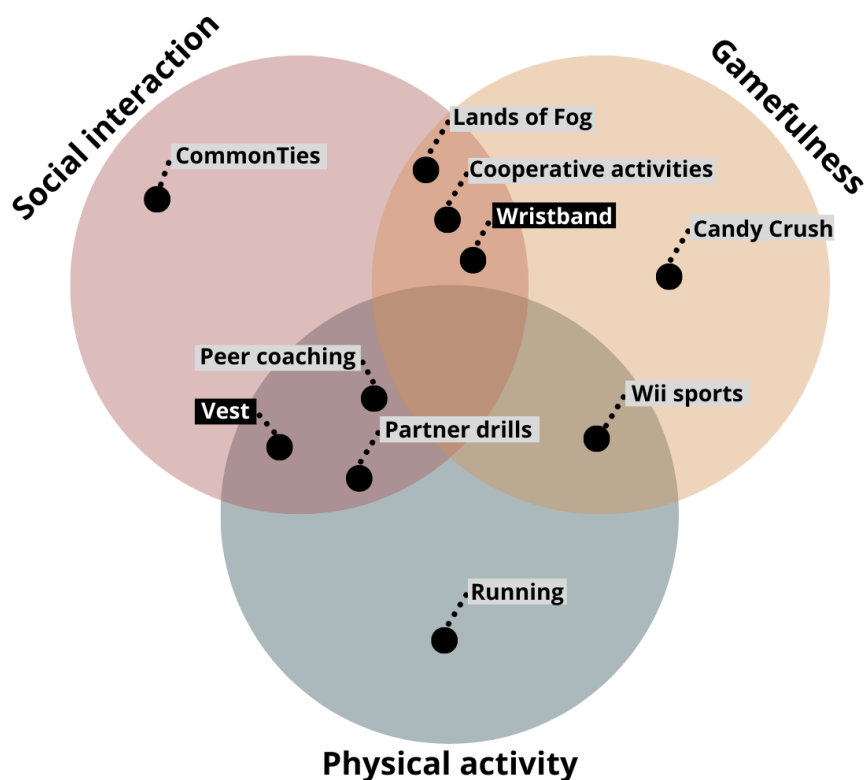 Social interaction
Gamefulness
Lands of Fog
CommonTies
Cooperative activities
Wristband
Candy Crush
Peer coaching
Wii sports
Vest
Partner drills
Running
Physical activity